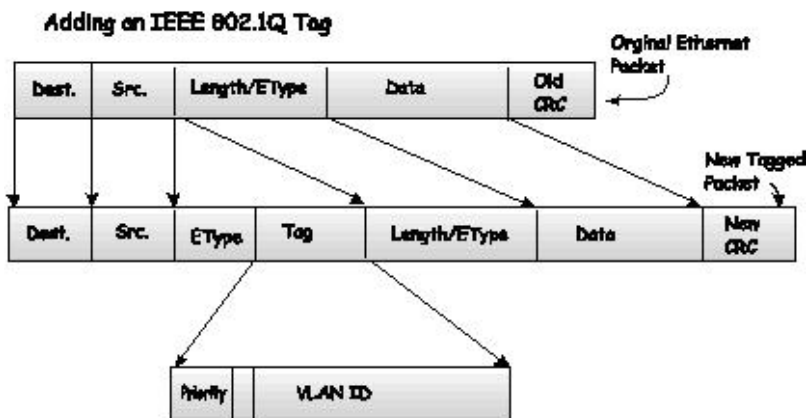 Adding an IEEE 802.1Q Tag
Orginal Ethernet
Packet
Dest. Src. Length/EType Data Old
CRC
New Tagged
Packet
Dest. Src. EType Tag Length/EType Data New
CRC
Priority VLAN ID